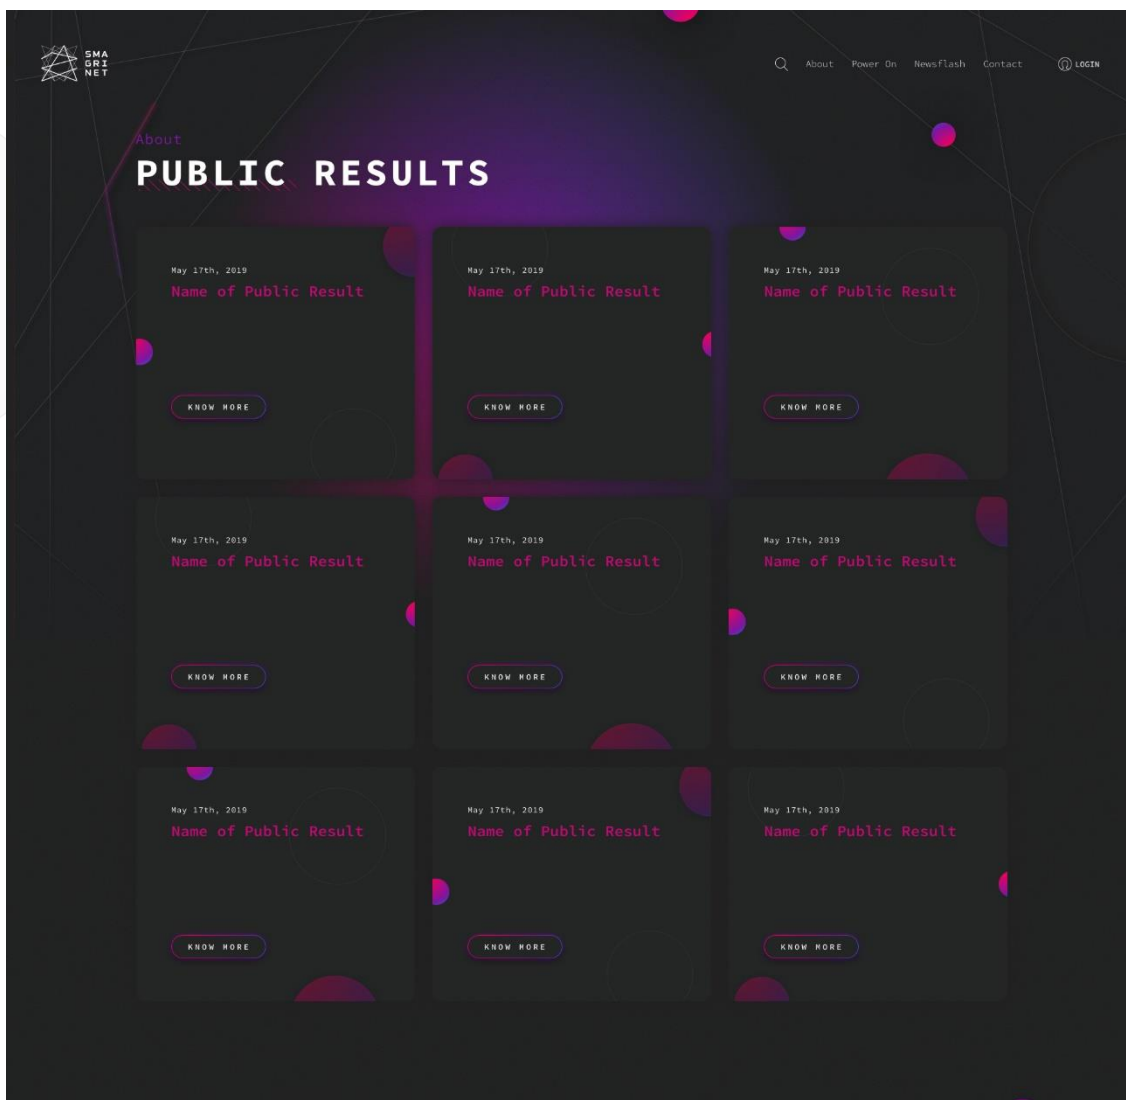 SMA
GRI
NET
About Power On Newsflash Contact LOGIN
About
PUBLIC RESULTS
May 17th, 2019
Name of Public Result
KNOW MORE
May 17th, 2019
Name of Public Result
KNOW MORE
May 17th, 2019
Name of Public Result
KNOW MORE
May 17th, 2019
Name of Public Result
KNOW MORE
May 17th, 2019
Name of Public Result
KNOW MORE
May 17th, 2019
Name of Public Result
KNOW MORE
May 17th, 2019
Name of Public Result
KNOW MORE
May 17th, 2019
Name of Public Result
KNOW MORE
May 17th, 2019
Name of Public Result
KNOW MORE